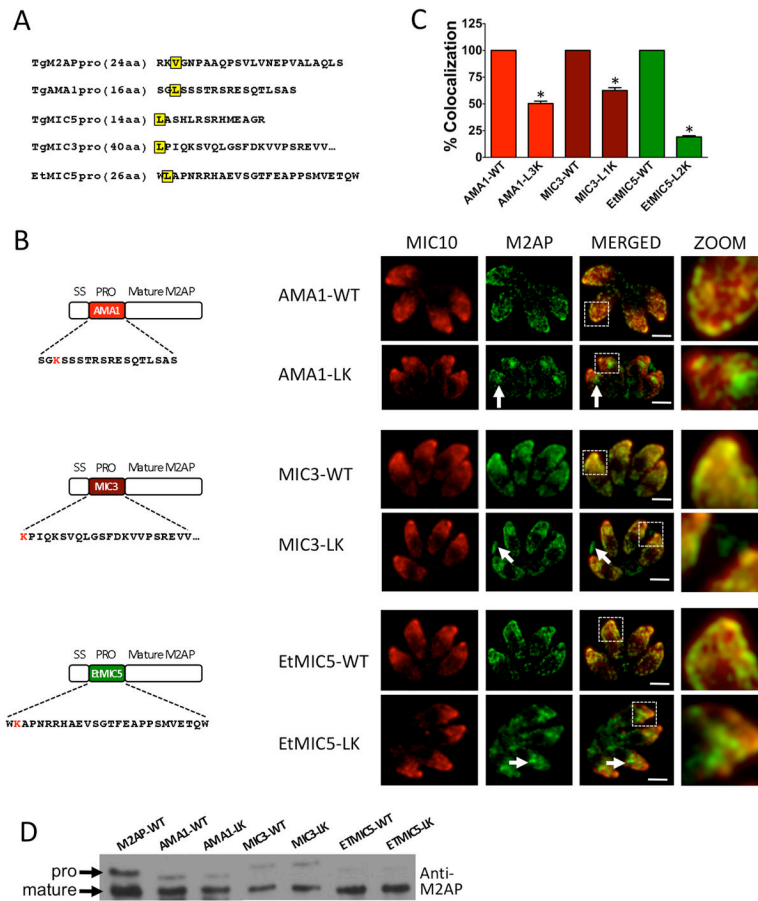 A
TgM2APpro(24aa) RKVGNPAAQPSVLVNEPVALAQLS
TgAMA1pro(16aa) SGLSSSTRSRESQTLSAS
TgMIC5pro(14aa) LASHLRSRHMEAGR
TgMIC3pro(40aa) LPIQKSVQLGSFDKVVPSREVV…
EtMIC5pro(26aa) WLAPNRRHAEVSGTFEAPPSMVETQW
C
% Colocalization
125
100
75
50
25
0
* * *
AMA1-WT
AMA1-L3K
MIC3-WT
MIC3-L1K
EtMIC5-WT
EtMIC5-L2K
B
MIC10 M2AP MERGED ZOOM
SS PRO Mature M2AP
AMA1
SGKSSSTRSRESQTLSAS
AMA1-WT
AMA1-LK
SS PRO Mature M2AP
MIC3
KPIQKSVQLGSFDKVVPSREVV…
MIC3-WT
MIC3-LK
SS PRO Mature M2AP
EtMIC5
WKAPNRRHAEVSGTFEAPPSMVETQW
EtMIC5-WT
EtMIC5-LK
D
M2AP-WT
AMA1-WT
AMA1-LK
MIC3-WT
MIC3-LK
ETMIC5-WT
ETMIC5-LK
pro
mature
Anti-
M2AP